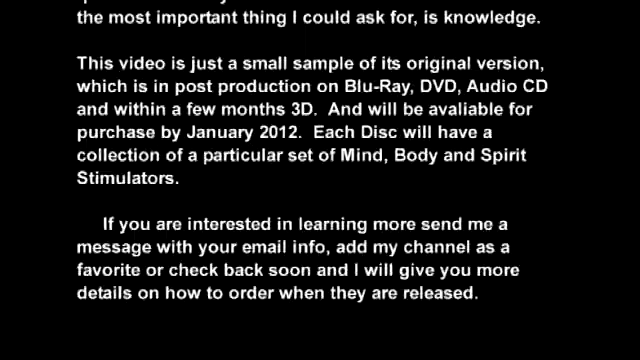 the most important thing I could ask for, is knowledge.
This video is just a small sample of its original version,
which is in post production on Blu-Ray, DVD, Audio CD
and within a few months 3D.  And will be avaliable for
purchase by January 2012.  Each Disc will have a
collection of a particular set of Mind, Body and Spirit
Stimulators.
If you are interested in learning more send me a
message with your email info, add my channel as a
favorite or check back soon and I will give you more
details on how to order when they are released.